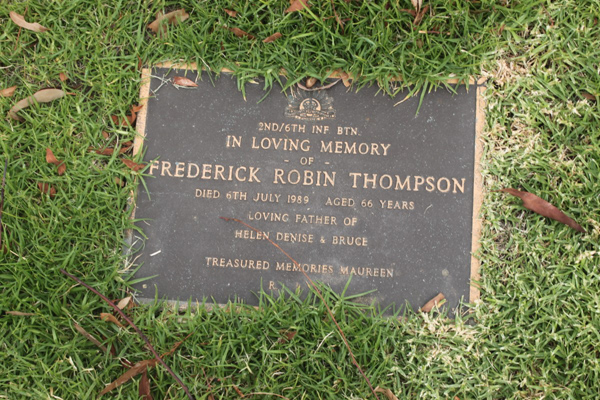 2ND/6TH INF BTN.
IN LOVING MEMORY
- OF -
FREDERICK ROBIN THOMPSON
DIED 6TH JULY 1989 AGED 66 YEARS
LOVING FATHER OF
HELEN DENISE & BRUCE
TREASURED MEMORIES MAUREEN
R